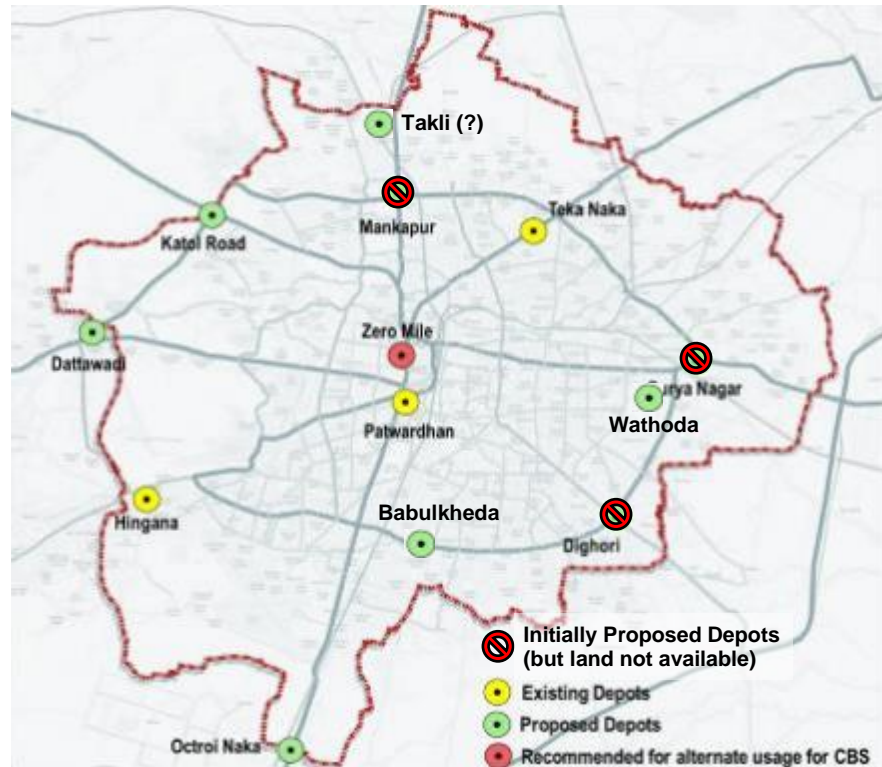 Takli (?)
Mankapur
Teka Naka
Katol Road
Zero Mile
Dattawadi
Surya Nagar
Wathoda
Patwardhan
Hingana
Babulkheda
Dighori
Initially Proposed Depots
(but land not available)
Existing Depots
Proposed Depots
Octroi Naka
Recommended for alternate usage for CBS